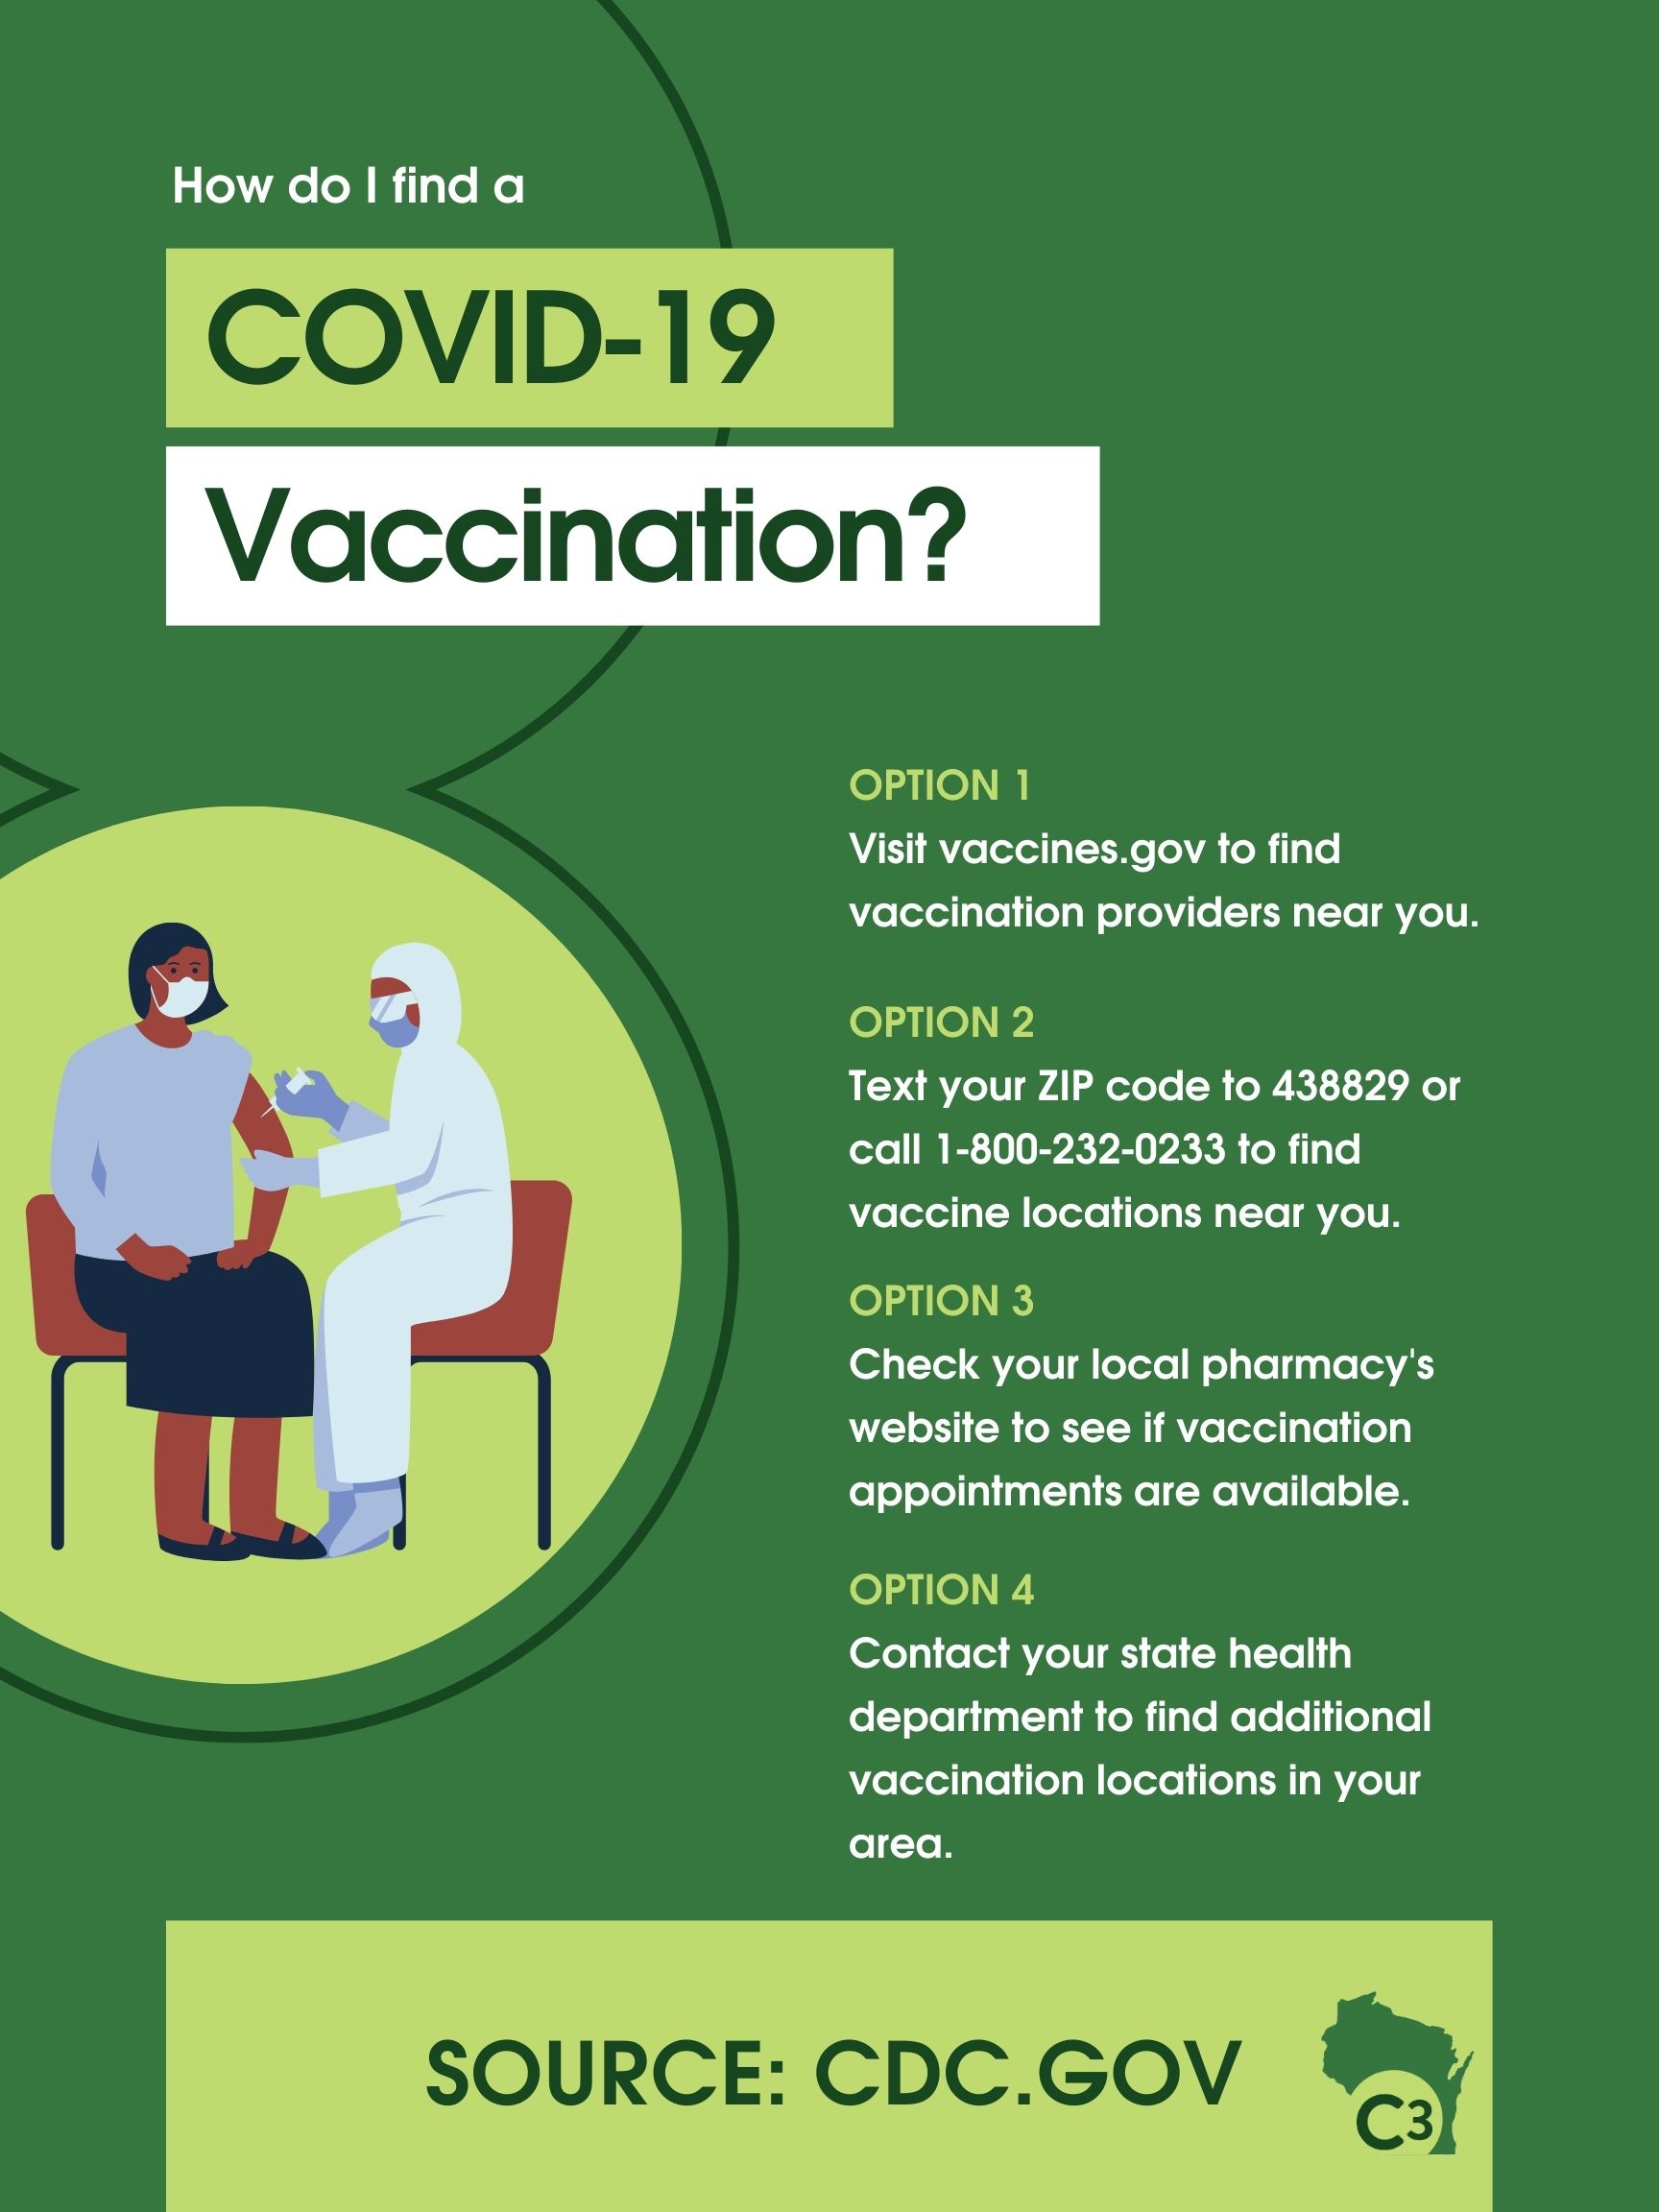 How do I find a
COVID-19
Vaccination?
OPTION 1
Visit vaccines.gov to find
vaccination providers near you.
OPTION 2
Text your ZIP code to 438829 or
call 1-800-232-0233 to find
vaccine locations near you.
OPTION 3
Check your local pharmacy's
website to see if vaccination
appointments are available.
OPTION 4
Contact your state health
department to find additional
vaccination locations in your
area.
SOURCE: CDC.GOV
C3